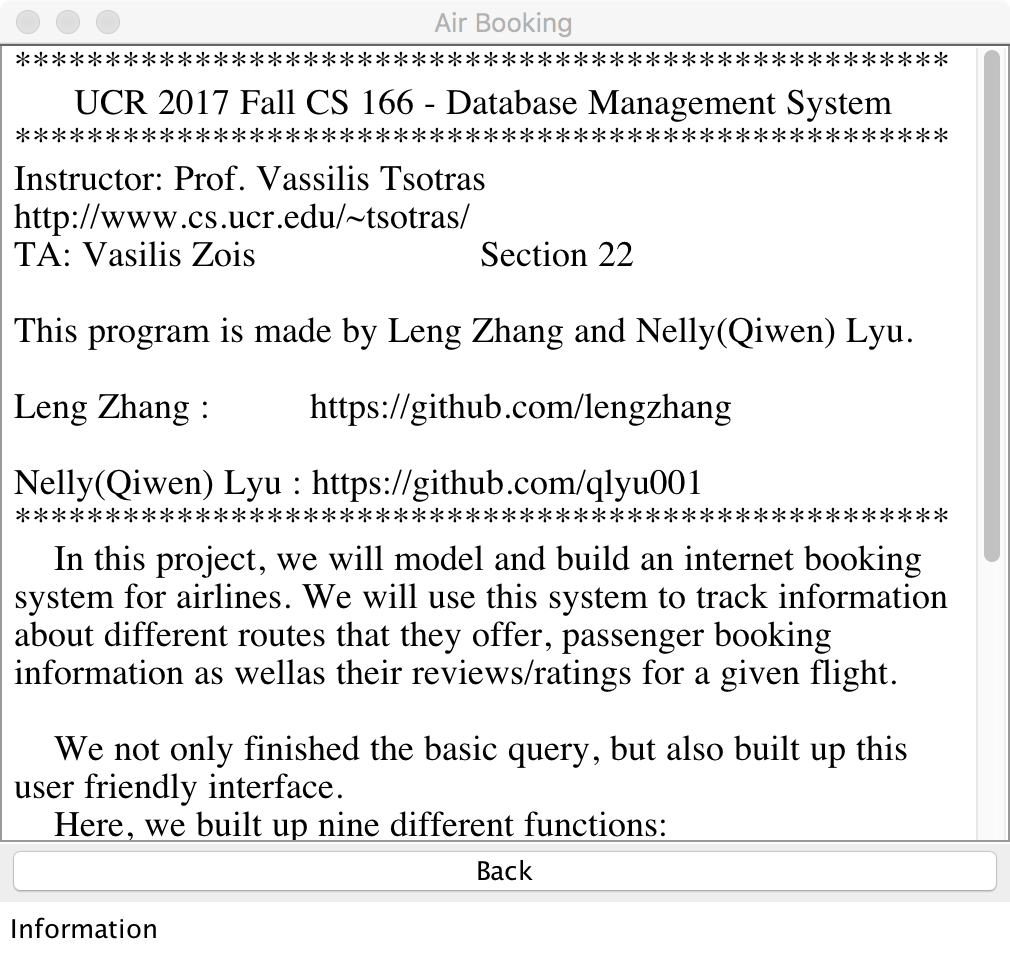 Air Booking
****************************************************
UCR 2017 Fall CS 166 - Database Management System
****************************************************
Instructor: Prof. Vassilis Tsotras
http://www.cs.ucr.edu/~tsotras/
TA: Vasilis Zois Section 22
This program is made by Leng Zhang and Nelly(Qiwen) Lyu.
Leng Zhang : https://github.com/lengzhang
Nelly(Qiwen) Lyu : https://github.com/qlyu001
****************************************************
In this project, we will model and build an internet booking
system for airlines. We will use this system to track information
about different routes that they offer, passenger booking
information as wellas their reviews/ratings for a given flight.
We not only finished the basic query, but also built up this
user friendly interface.
Here, we built up nine different functions:
Back
Information